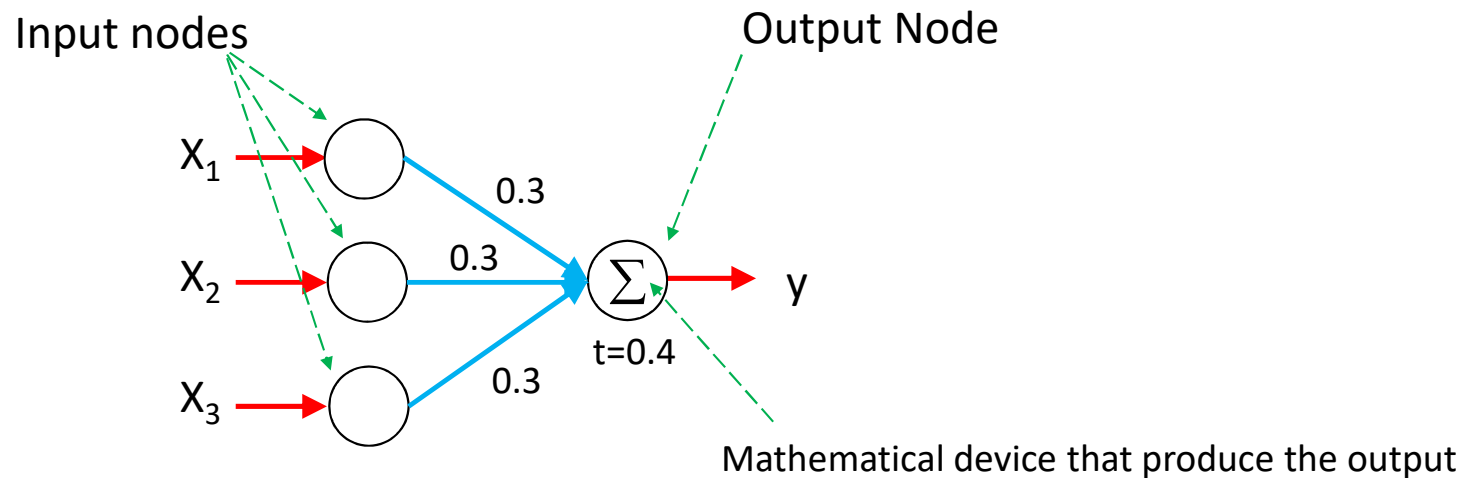 Input nodes
Output Node
X₁
0.3
X₂
0.3
Σ
y
t=0.4
X₃
0.3
Mathematical device that produce the output